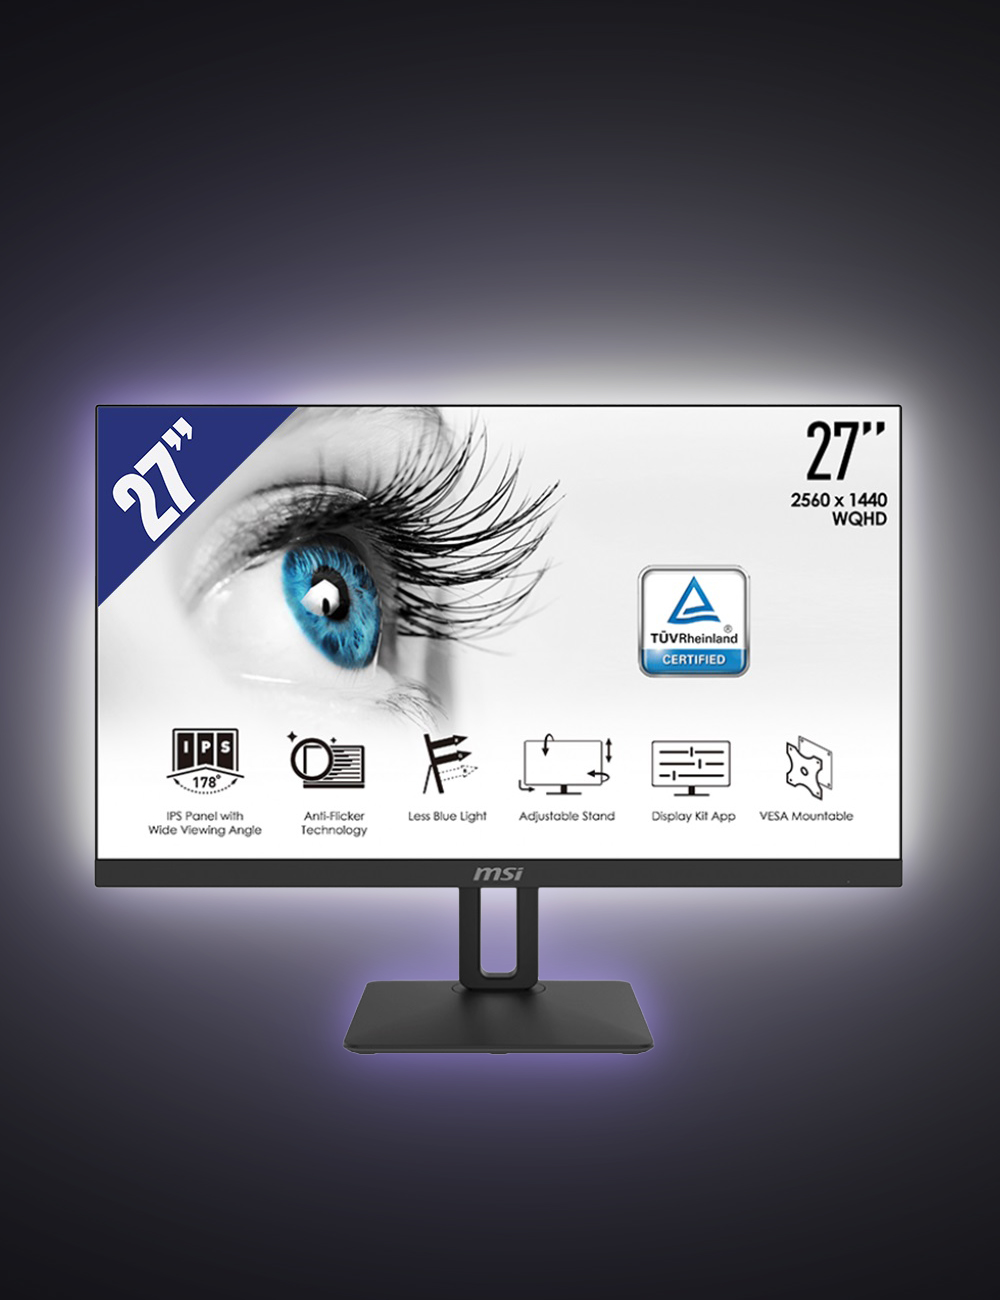 27”
27”
2560 x 1440
WQHD
TÜVRheinland®
CERTIFIED
IPS
178°
IPS Panel with
Wide Viewing Angle
Anti-Flicker
Technology
Less Blue Light
Adjustable Stand
Display Kit App
VESA Mountable
msi